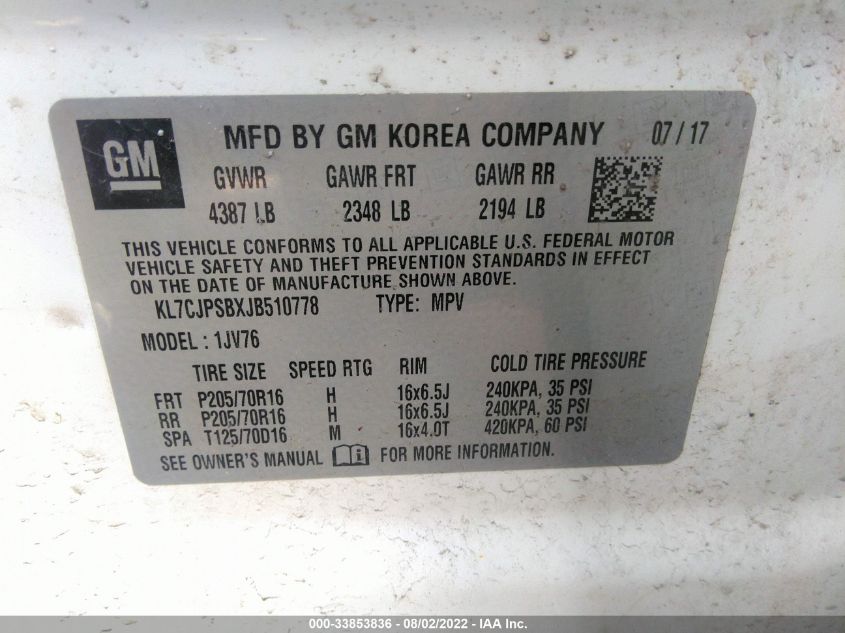 GM
MFD BY GM KOREA COMPANY 07/17
GVWR GAWR FRT GAWR RR
4387 LB 2348 LB 2194 LB
THIS VEHICLE CONFORMS TO ALL APPLICABLE U.S. FEDERAL MOTOR
VEHICLE SAFETY AND THEFT PREVENTION STANDARDS IN EFFECT
ON THE DATE OF MANUFACTURE SHOWN ABOVE.
KL7CJPSBXJB510778 TYPE: MPV
MODEL: 1JV76
TIRE SIZE SPEED RTG RIM COLD TIRE PRESSURE
FRT P205/70R16 H 16x6.5J 240KPA, 35 PSI
RR P205/70R16 H 16x6.5J 240KPA, 35 PSI
SPA T125/70D16 M 16x4.0T 420KPA, 60 PSI
SEE OWNER'S MANUAL FOR MORE INFORMATION.
000-33853836 - 08/02/2022 - IAA Inc.